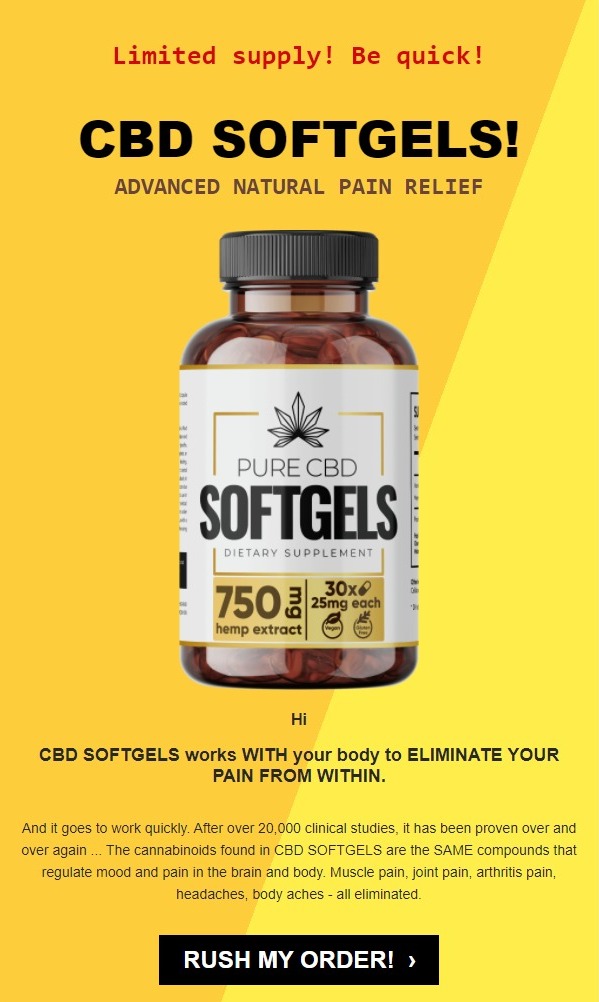 Limited supply! Be quick!
CBD SOFTGELS!
ADVANCED NATURAL PAIN RELIEF
PURE CBD
SOFTGELS
DIETARY SUPPLEMENT
750 mg
hemp extract
30x
25mg each
Vegan
Gluten Free
Hi
CBD SOFTGELS works WITH your body to ELIMINATE YOUR
PAIN FROM WITHIN.
And it goes to work quickly. After over 20,000 clinical studies, it has been proven over and
over again ... The cannabinoids found in CBD SOFTGELS are the SAME compounds that
regulate mood and pain in the brain and body. Muscle pain, joint pain, arthritis pain,
headaches, body aches - all eliminated.
RUSH MY ORDER! ›